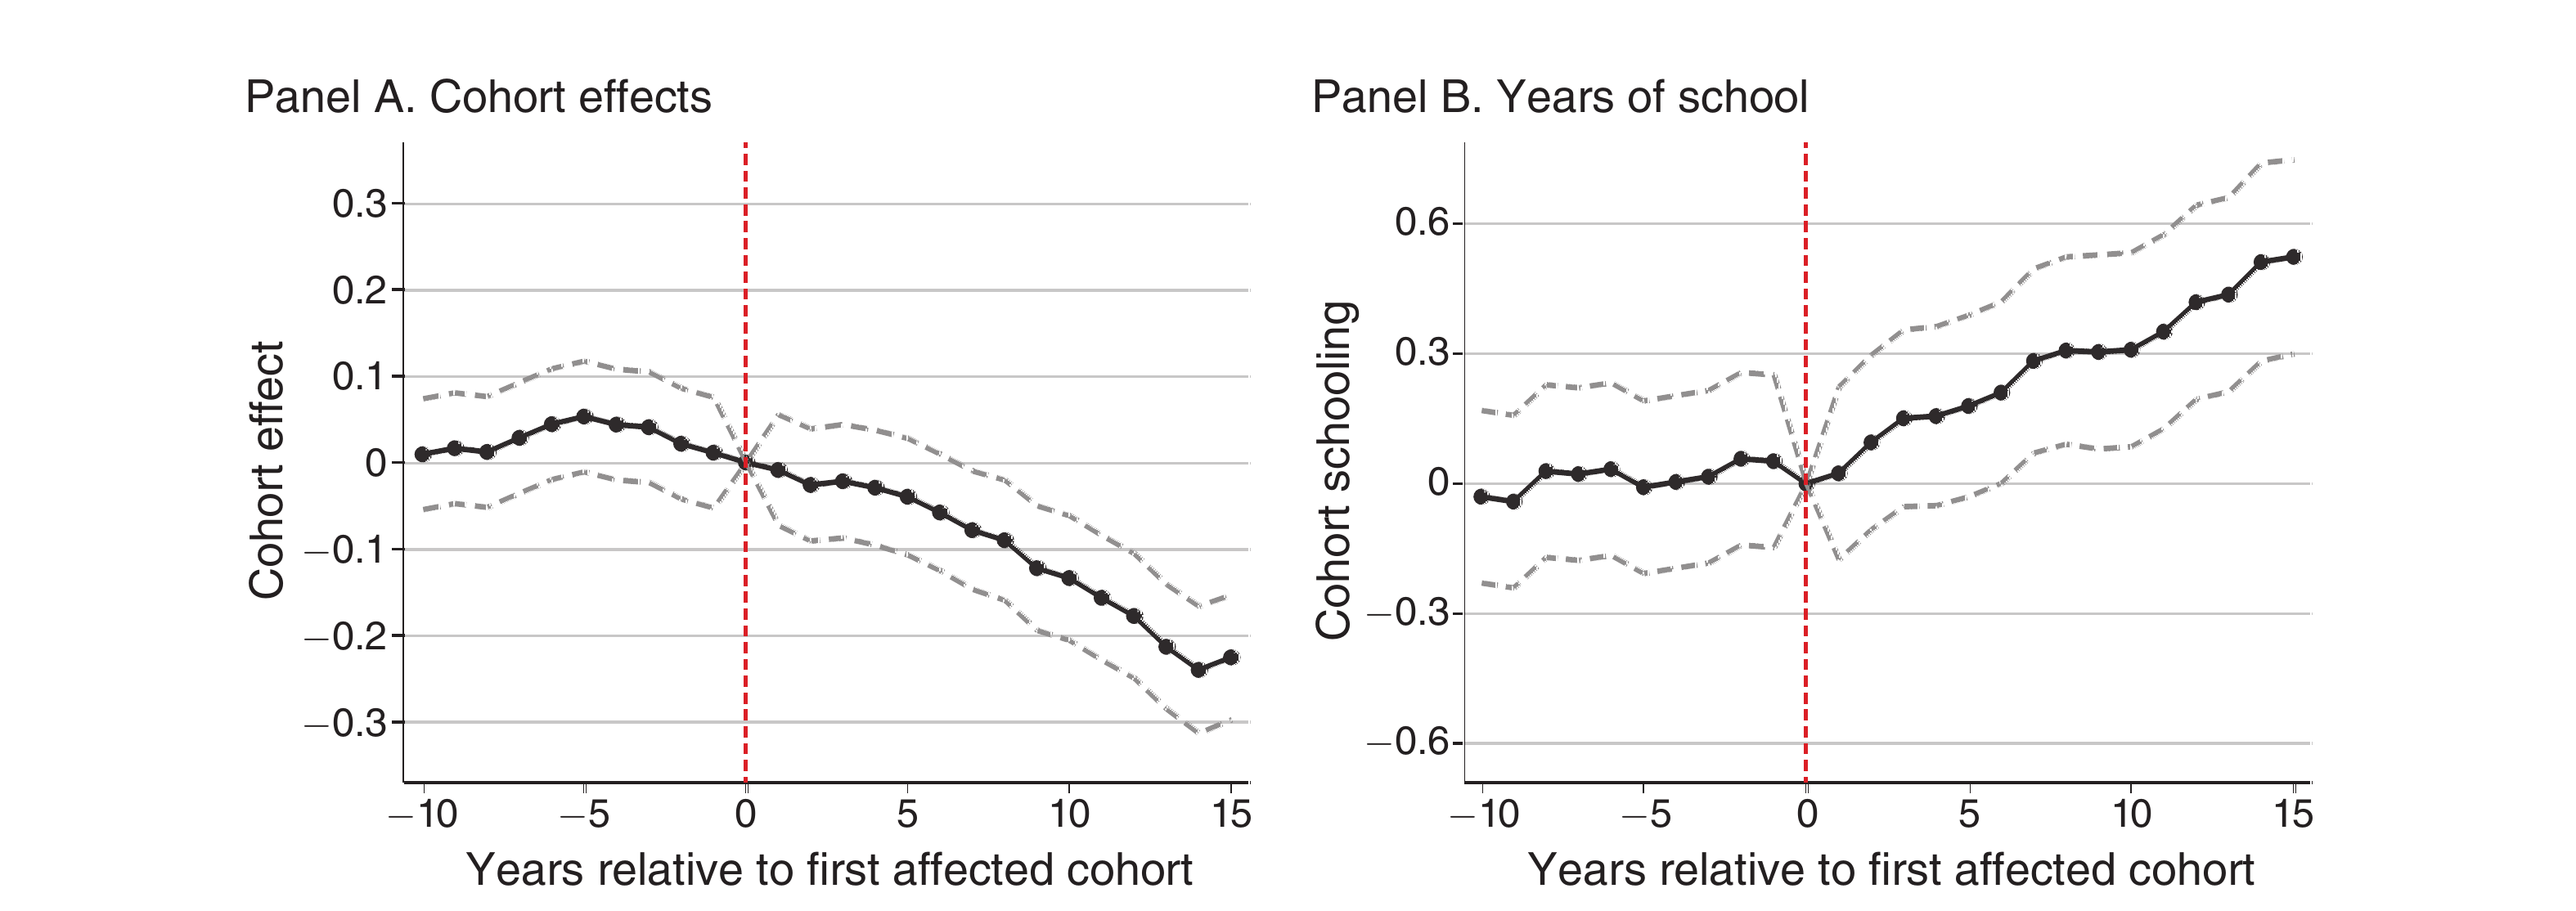 Panel A. Cohort effects
Cohort effect
0.3
0.2
0.1
0
−0.1
−0.2
−0.3
−10 −5 0 5 10 15
Years relative to first affected cohort
Panel B. Years of school
Cohort schooling
0.6
0.3
0
−0.3
−0.6
−10 −5 0 5 10 15
Years relative to first affected cohort